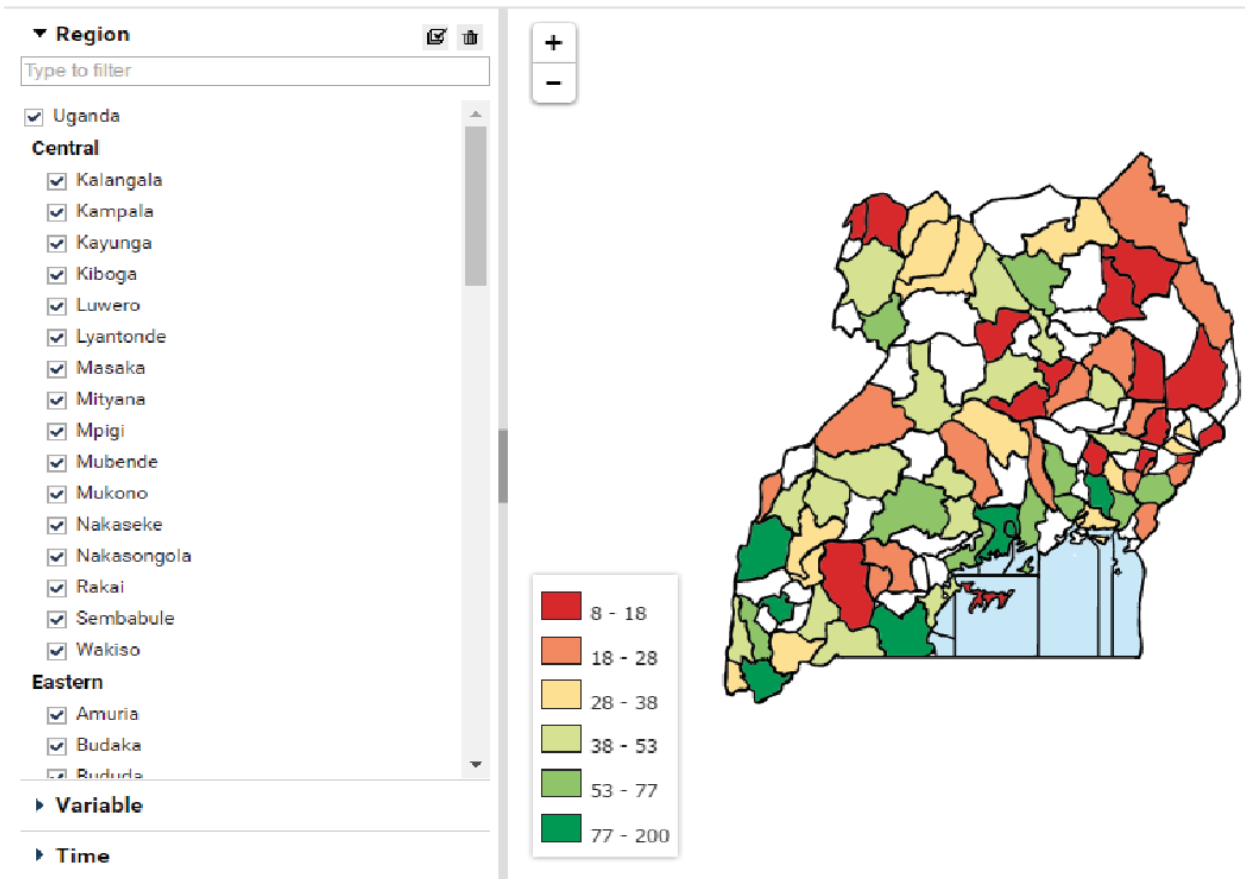 Region
Type to filter
Uganda
Central
Kalangala
Kampala
Kayunga
Kiboga
Luwero
Lyantonde
Masaka
Mityana
Mpigi
Mubende
Mukono
Nakaseke
Nakasongola
Rakai
Sembabule
Wakiso
Eastern
Amuria
Budaka
Bududa
Variable
Time
+
−
8 - 18
18 - 28
28 - 38
38 - 53
53 - 77
77 - 200